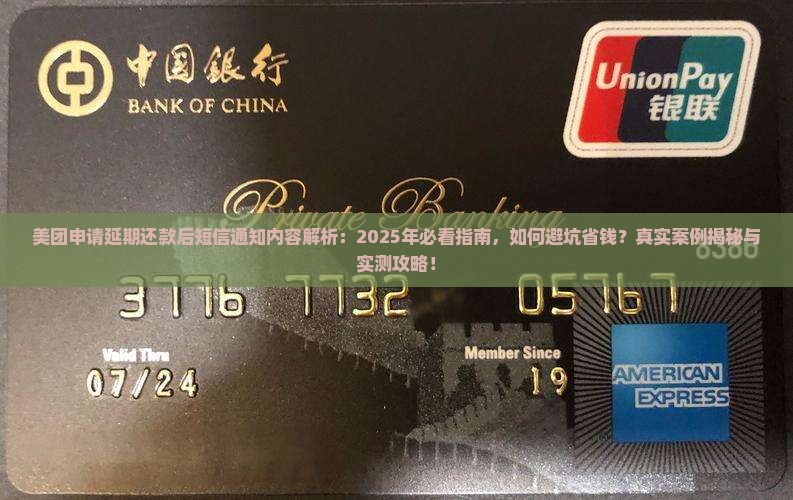 中国銀行
BANK OF CHINA
UnionPay
银联
Private Banking
美团申请延期还款后短信通知内容解析：2025年必看指南，如何避坑省钱？真实案例揭秘与
实测攻略！
3776 7732 05767
Valid Thru
Member Since
07/24
19
AMERICAN
EXPRESS